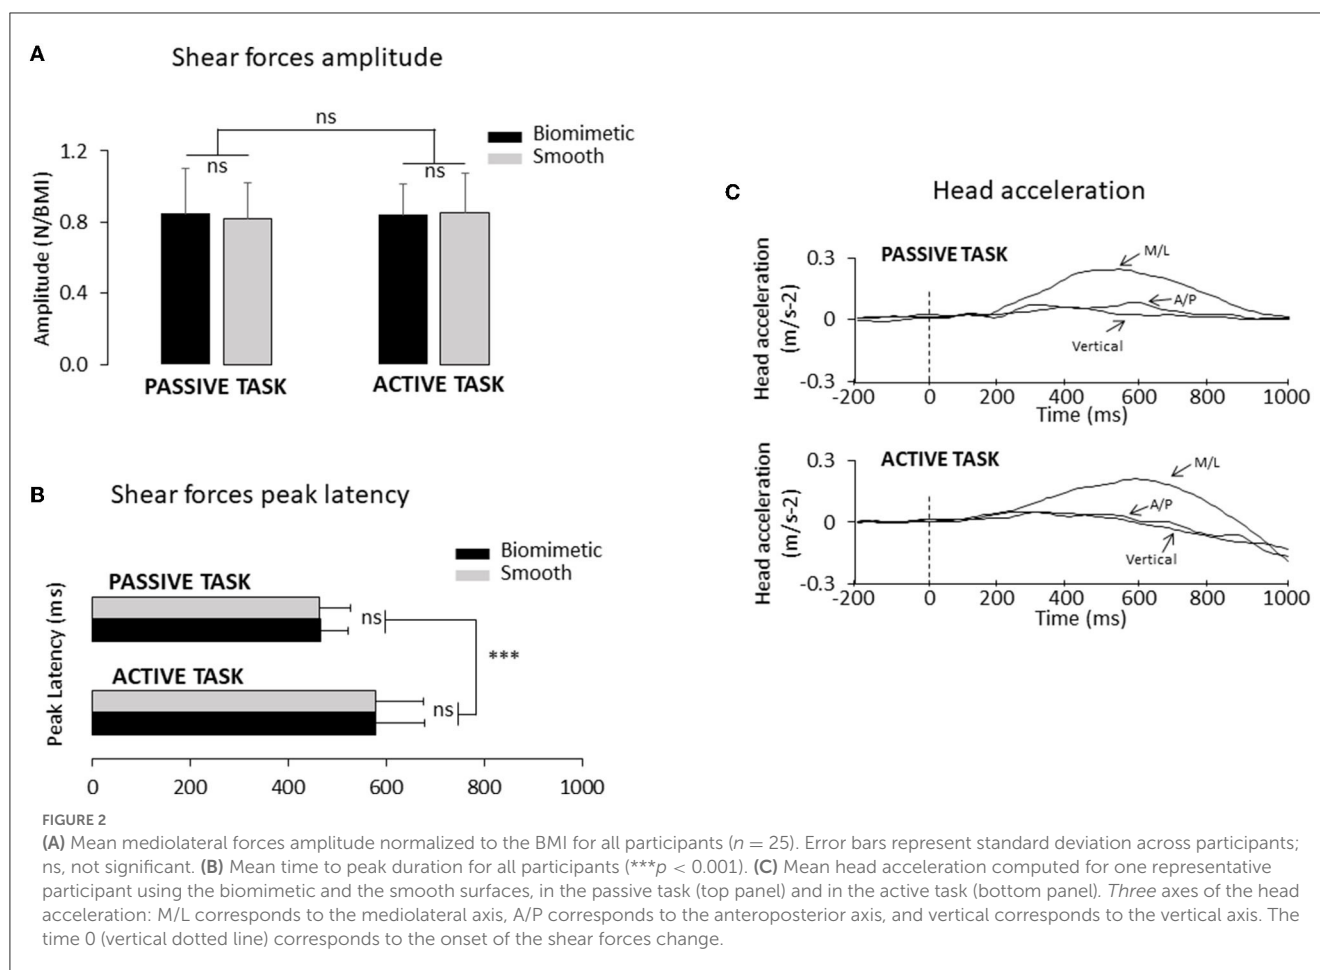 A
Shear forces amplitude
ns
Biomimetic
Smooth
1.2
ns
ns
0.8
0.4
0.0
Amplitude (N/BMI)
PASSIVE TASK
ACTIVE TASK
B
Shear forces peak latency
Biomimetic
Smooth
PASSIVE TASK
ns
***
ACTIVE TASK
ns
Peak Latency (ms)
0 200 400 600 800 1000
C
Head acceleration
PASSIVE TASK
M/L
A/P
Vertical
0.3
0
-0.3
Head acceleration
(m/s-2)
-200 0 200 400 600 800 1000
Time (ms)
ACTIVE TASK
M/L
A/P
Vertical
0.3
0
-0.3
Head acceleration
(m/s-2)
-200 0 200 400 600 800 1000
Time (ms)
FIGURE 2
(A) Mean mediolateral forces amplitude normalized to the BMI for all participants (n = 25). Error bars represent standard deviation across participants;
ns, not significant. (B) Mean time to peak duration for all participants (***p < 0.001). (C) Mean head acceleration computed for one representative
participant using the biomimetic and the smooth surfaces, in the passive task (top panel) and in the active task (bottom panel). Three axes of the head
acceleration: M/L corresponds to the mediolateral axis, A/P corresponds to the anteroposterior axis, and vertical corresponds to the vertical axis. The
time 0 (vertical dotted line) corresponds to the onset of the shear forces change.